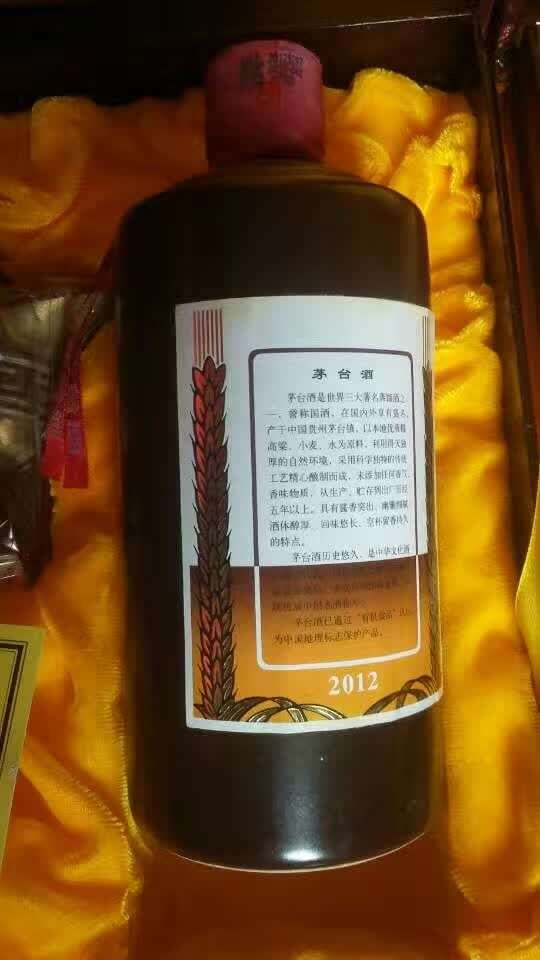 茅台酒
茅台酒是世界三大著名蒸馏酒之
一，誉称国酒，在国内外享有盛名，
产于中国贵州茅台镇，以本地优质糯
高粱、小麦、水为原料，利用得天独
厚的自然环境，采用科学独特的传统
工艺精心酿制而成，未添加任何香气、
香味物质，从生产、贮存到出厂历经
五年以上。具有酱香突出、幽雅细腻、
酒体醇厚、回味悠长、空杯留香持久
的特点。
茅台酒历史悠久，是中华文化酒
茅台酒已通过“有机食品”认
为中国地理标志保护产品。
2012